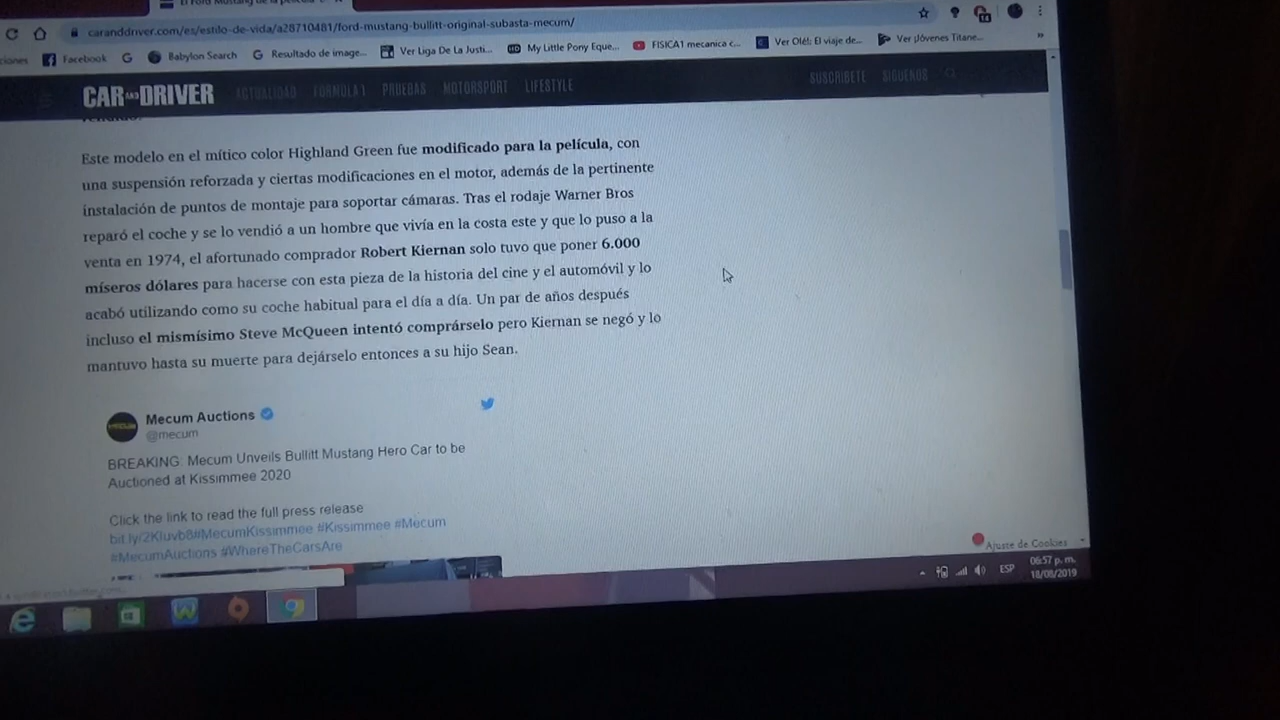 caranddriver.com/es/estilo-de-vida/a28710481/ford-mustang-bullitt-original-subasta-mecum/
ciones Facebook Babylon Search Resultado de image... Ver Liga De La Justi... My Little Pony Eque... FISICA1 mecanica c... Ver Olé!: El viaje de... Ver ¡Jóvenes Titane... »
CAR AND DRIVER ACTUALIDAD FÓRMULA 1 PRUEBAS MOTORSPORT LIFESTYLE SUSCRÍBETE SÍGUENOS
Este modelo en el mítico color Highland Green fue modificado para la película, con
una suspensión reforzada y ciertas modificaciones en el motor, además de la pertinente
instalación de puntos de montaje para soportar cámaras. Tras el rodaje Warner Bros
reparó el coche y se lo vendió a un hombre que vivía en la costa este y que lo puso a la
venta en 1974, el afortunado comprador Robert Kiernan solo tuvo que poner 6.000
míseros dólares para hacerse con esta pieza de la historia del cine y el automóvil y lo
acabó utilizando como su coche habitual para el día a día. Un par de años después
incluso el mismísimo Steve McQueen intentó comprárselo pero Kiernan se negó y lo
mantuvo hasta su muerte para dejárselo entonces a su hijo Sean.
Mecum Auctions
@mecum
BREAKING: Mecum Unveils Bullitt Mustang Hero Car to be
Auctioned at Kissimmee 2020
Click the link to read the full press release
#MecumKissimmee #Kissimmee #Mecum
#MecumAuctions #WhereTheCarsAre
Ajuste de Cookies
ESP
06:57 p. m.
18/08/2019